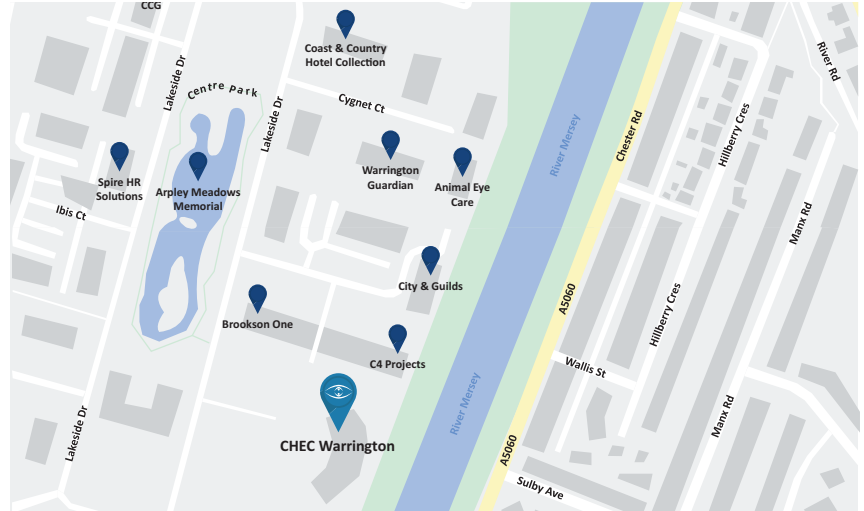 CCG
Coast & Country
Hotel Collection
River Rd
Lakeside Dr
Centre Park
Lakeside Dr
Cygnet Ct
Chester Rd
Hillberry Cres
River Mersey
Spire HR
Solutions
Arpley Meadows
Memorial
Warrington
Guardian
Animal Eye
Care
Ibis Ct
Manx Rd
City & Guilds
A5060
Hillberry Cres
Brookson One
C4 Projects
Wallis St
River Mersey
Manx Rd
Lakeside Dr
CHEC Warrington
A5060
Sulby Ave